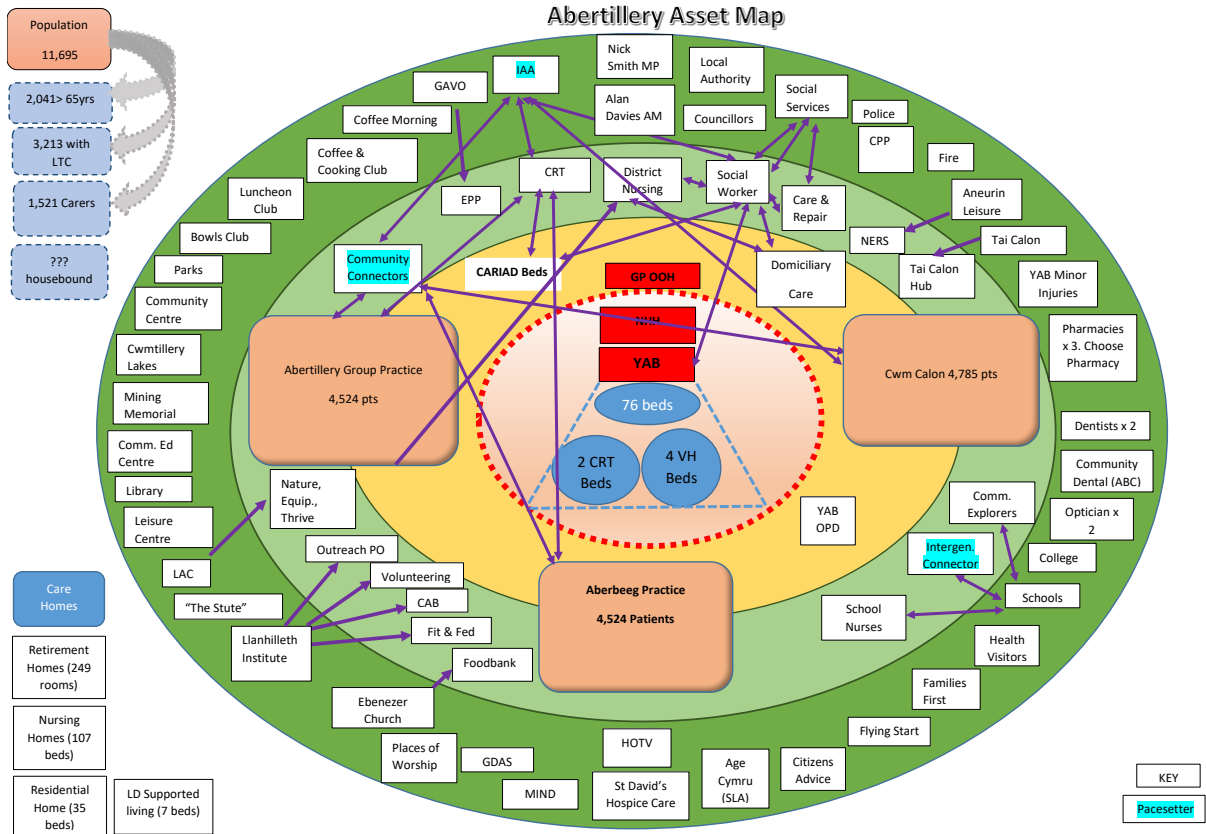 Abertillery Asset Map
Population
11,695
2,041> 65yrs
3,213 with
LTC
1,521 Carers
???
housebound
GAVO
IAA
Nick
Smith MP
Local
Authority
Social
Services
Alan
Davies AM
Councillors
Police
CPP
Fire
Coffee Morning
Coffee &
Cooking Club
Luncheon
Club
Bowls Club
Parks
Community
Centre
Cwmtillery
Lakes
Mining
Memorial
Comm. Ed
Centre
Library
Leisure
Centre
LAC
"The Stute"
Llanhilleth
Institute
EPP
CRT
District
Nursing
Social
Worker
Care &
Repair
Aneurin
Leisure
NERS
Tai Calon
Tai Calon
Hub
YAB Minor
Injuries
Pharmacies
x 3. Choose
Pharmacy
Dentists x 2
Community
Dental (ABC)
Optician x
2
College
Schools
Comm.
Explorers
Intergen.
Connector
School
Nurses
Health
Visitors
Families
First
Flying Start
Community
Connectors
CARIAD Beds
GP OOH
Domiciliary
Care
NHH
YAB
76 beds
2 CRT
Beds
4 VH
Beds
Abertillery Group Practice
4,524 pts
Cwm Calon 4,785 pts
YAB
OPD
Aberbeeg Practice
4,524 Patients
Nature,
Equip.,
Thrive
Outreach PO
Volunteering
CAB
Fit & Fed
Foodbank
Ebenezer
Church
Places of
Worship
GDAS
MIND
HOTV
St David's
Hospice Care
Age
Cymru
(SLA)
Citizens
Advice
Care
Homes
Retirement
Homes (249
rooms)
Nursing
Homes (107
beds)
Residential
Home (35
beds)
LD Supported
living (7 beds)
KEY
Pacesetter